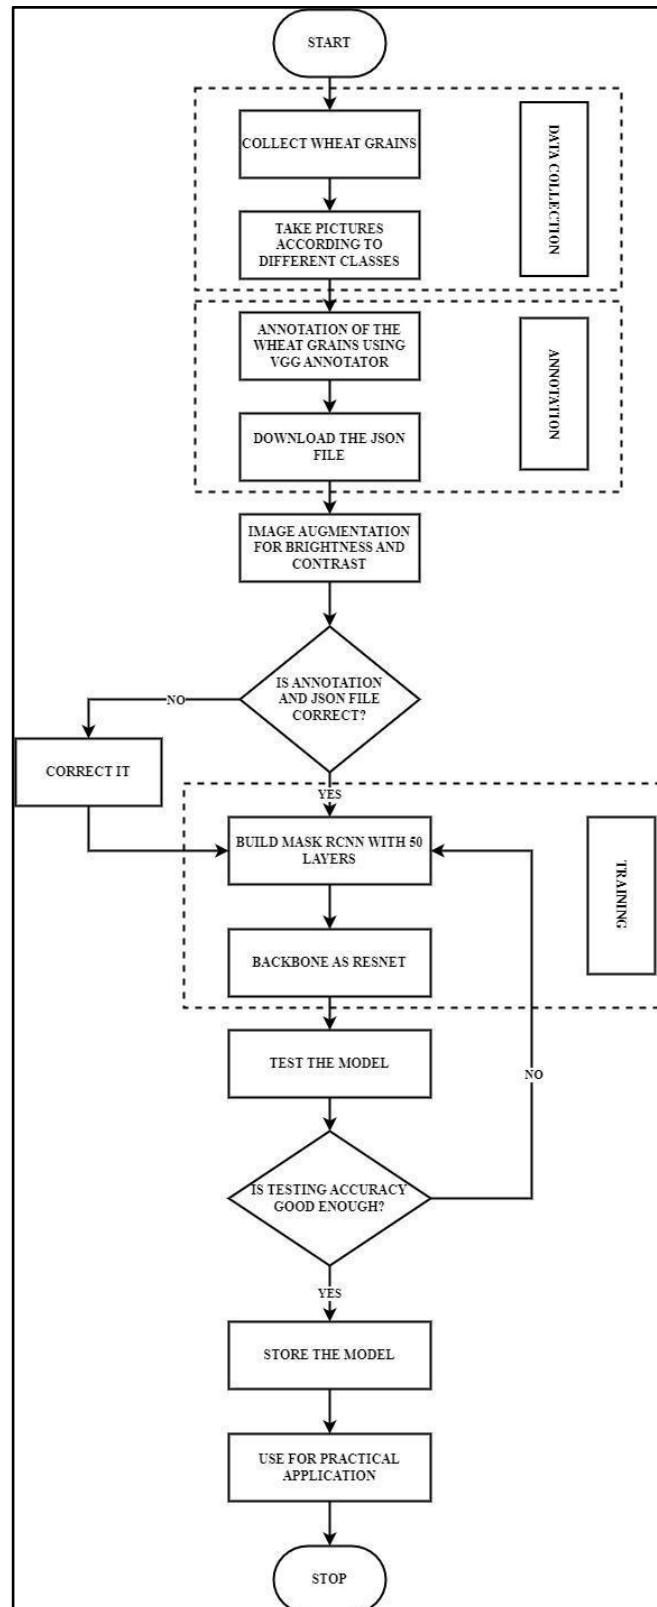 START
COLLECT WHEAT GRAINS
DATA COLLECTION
TAKE PICTURES
ACCORDING TO
DIFFERENT CLASSES
ANNOTATION OF THE
WHEAT GRAINS USING
VGG ANNOTATOR
ANNOTATION
DOWNLOAD THE JSON
FILE
IMAGE AUGMENTATION
FOR BRIGHTNESS AND
CONTRAST
IS ANNOTATION
AND JSON FILE
CORRECT?
NO
CORRECT IT
YES
BUILD MASK RCNN WITH 50
LAYERS
TRAINING
BACKBONE AS RESNET
TEST THE MODEL
NO
IS TESTING ACCURACY
GOOD ENOUGH?
YES
STORE THE MODEL
USE FOR PRACTICAL
APPLICATION
STOP